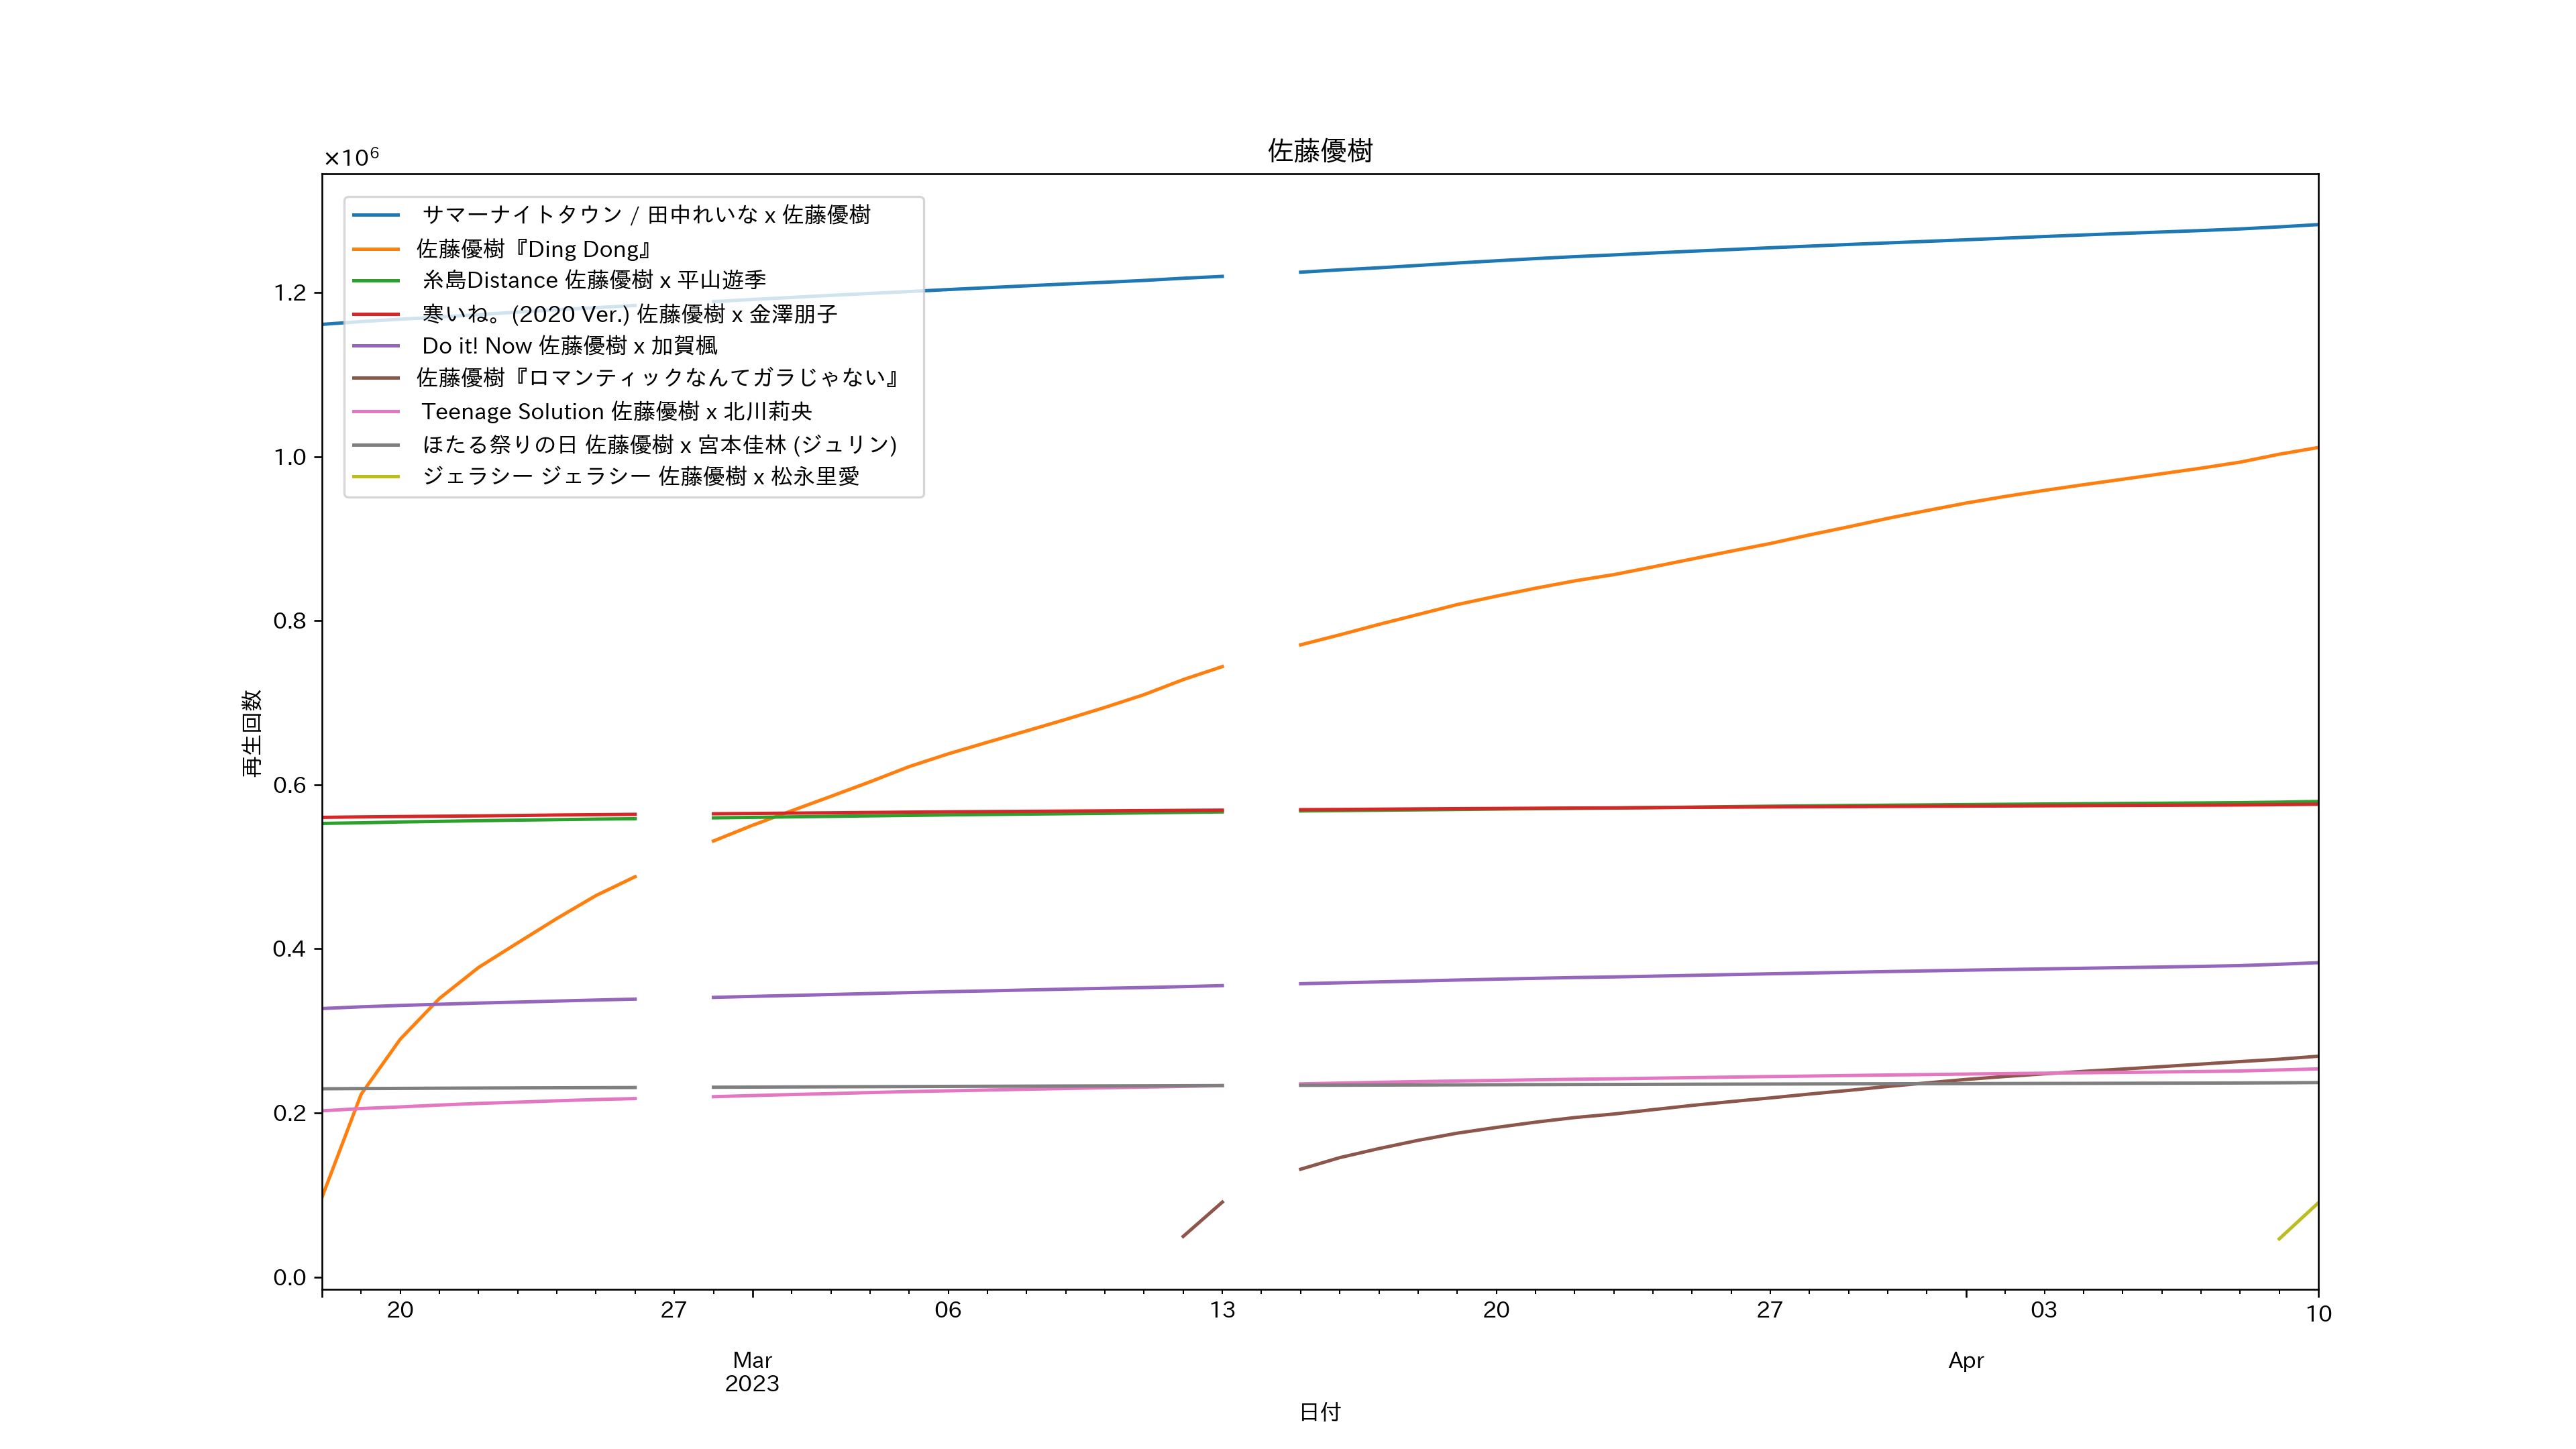 佐藤優樹
×10⁶
サマーナイトタウン / 田中れいな x 佐藤優樹
佐藤優樹『Ding Dong』
糸島Distance 佐藤優樹 x 平山遊季
寒いね。(2020 Ver.) 佐藤優樹 x 金澤朋子
Do it! Now 佐藤優樹 x 加賀楓
佐藤優樹『ロマンティックなんてガラじゃない』
Teenage Solution 佐藤優樹 x 北川莉央
ほたる祭りの日 佐藤優樹 x 宮本佳林 (ジュリン)
ジェラシー ジェラシー 佐藤優樹 x 松永里愛
1.2
1.0
0.8
0.6
0.4
0.2
0.0
再生回数
20 27 06 13 20 27 03 10
Mar Apr
2023
日付